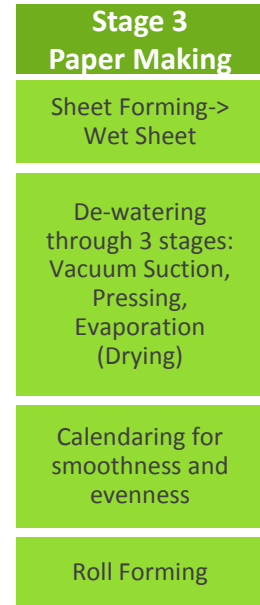 Stage 3
Paper Making
Sheet Forming->
Wet Sheet
De-watering
through 3 stages:
Vacuum Suction,
Pressing,
Evaporation
(Drying)
Calendaring for
smoothness and
evenness
Roll Forming